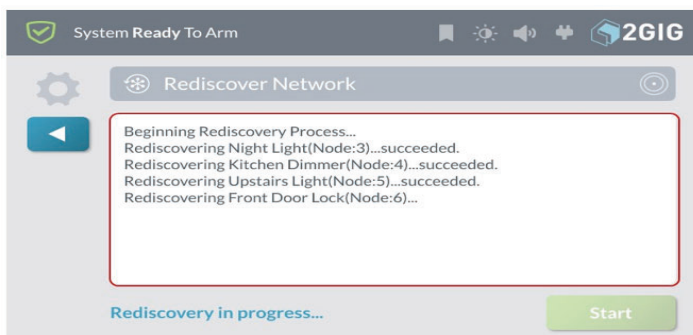 System Ready To Arm
2GIG
Rediscover Network
Beginning Rediscovery Process...
Rediscovering Night Light(Node:3)...succeeded.
Rediscovering Kitchen Dimmer(Node:4)...succeeded.
Rediscovering Upstairs Light(Node:5)...succeeded.
Rediscovering Front Door Lock(Node:6)...
Rediscovery in progress...
Start